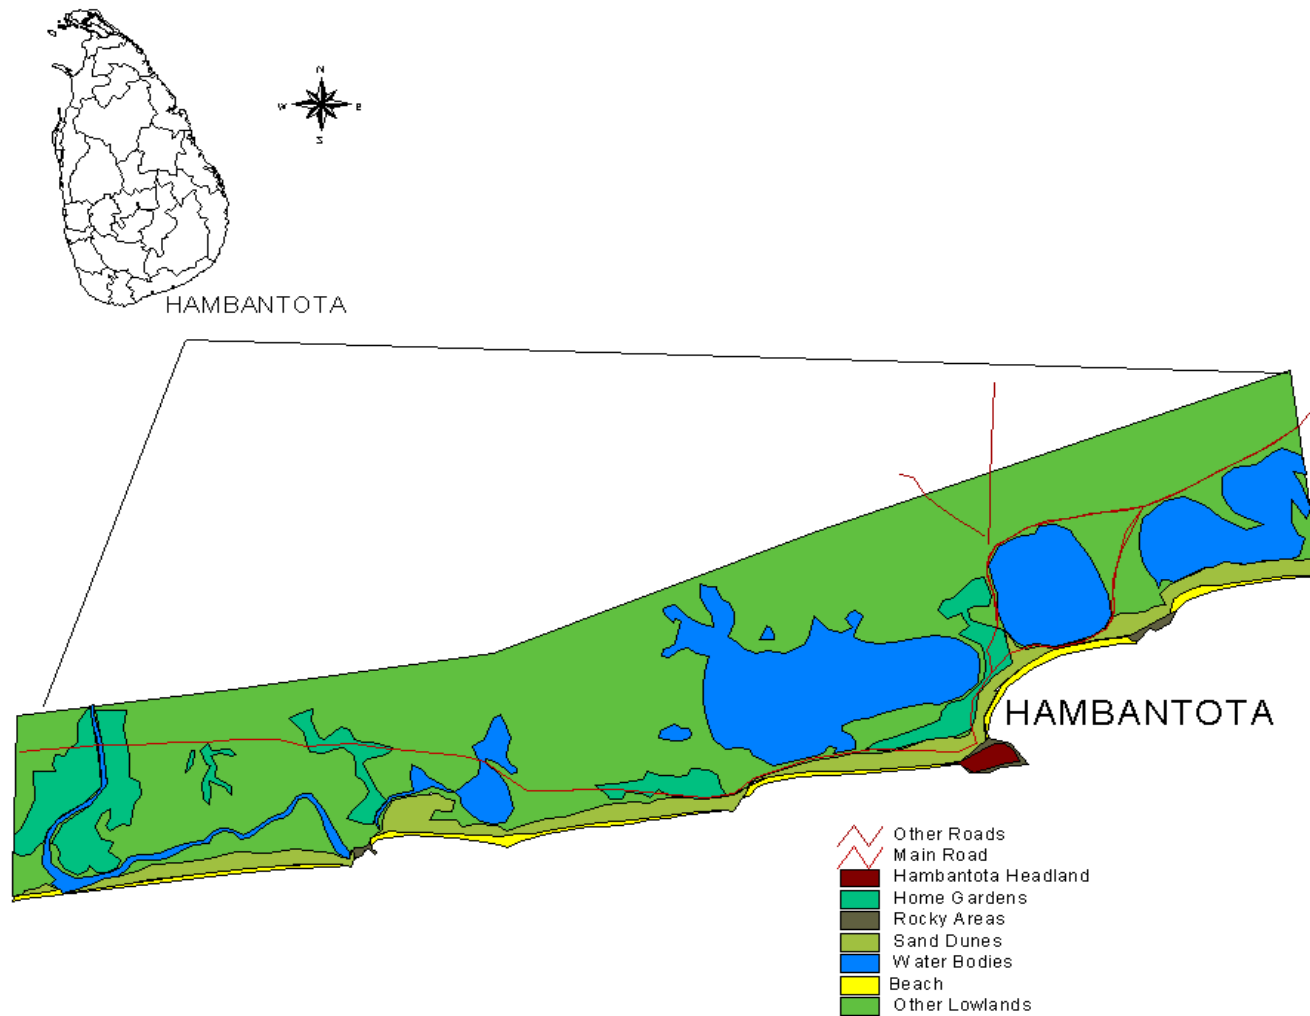 N
W E
S
HAMBANTOTA
HAMBANTOTA
Other Roads
Main Road
Hambantota Headland
Home Gardens
Rocky Areas
Sand Dunes
Water Bodies
Beach
Other Lowlands